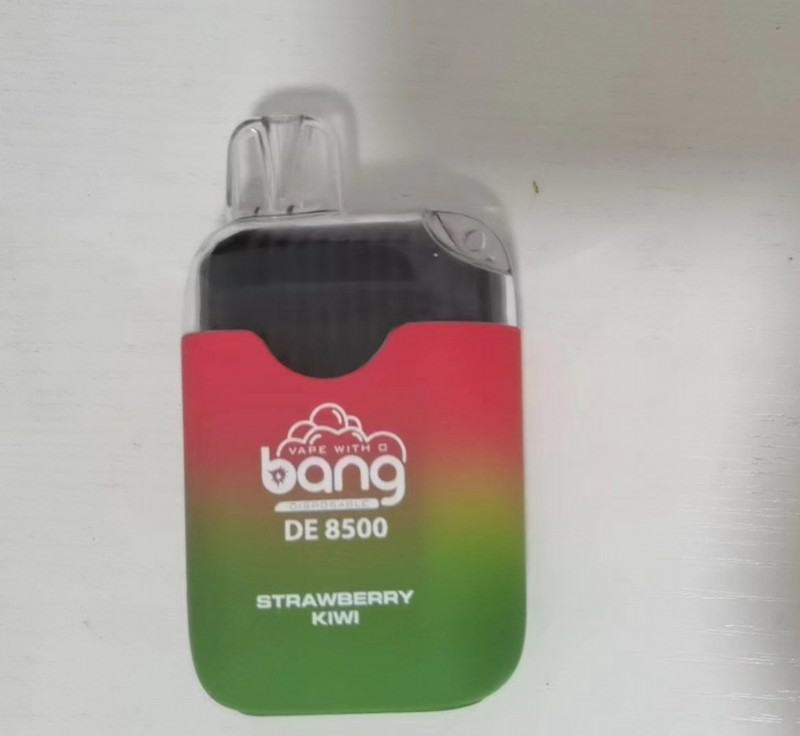 VAPE WITH A
bang
DISPOSABLE
DE 8500
STRAWBERRY
KIWI